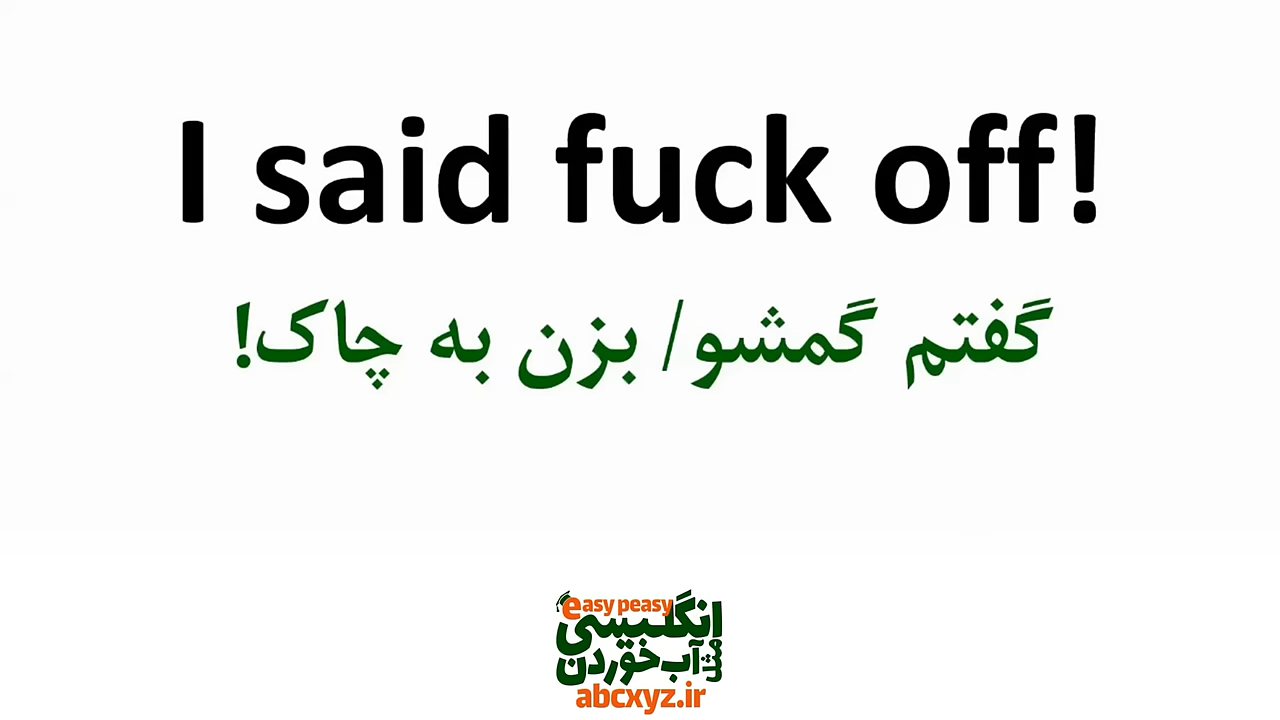 I said fuck off!
گفتم گمشو/ بزن به چاک!
easy peasy
انگلیسی
مثل آب خوردن
abcxyz.ir